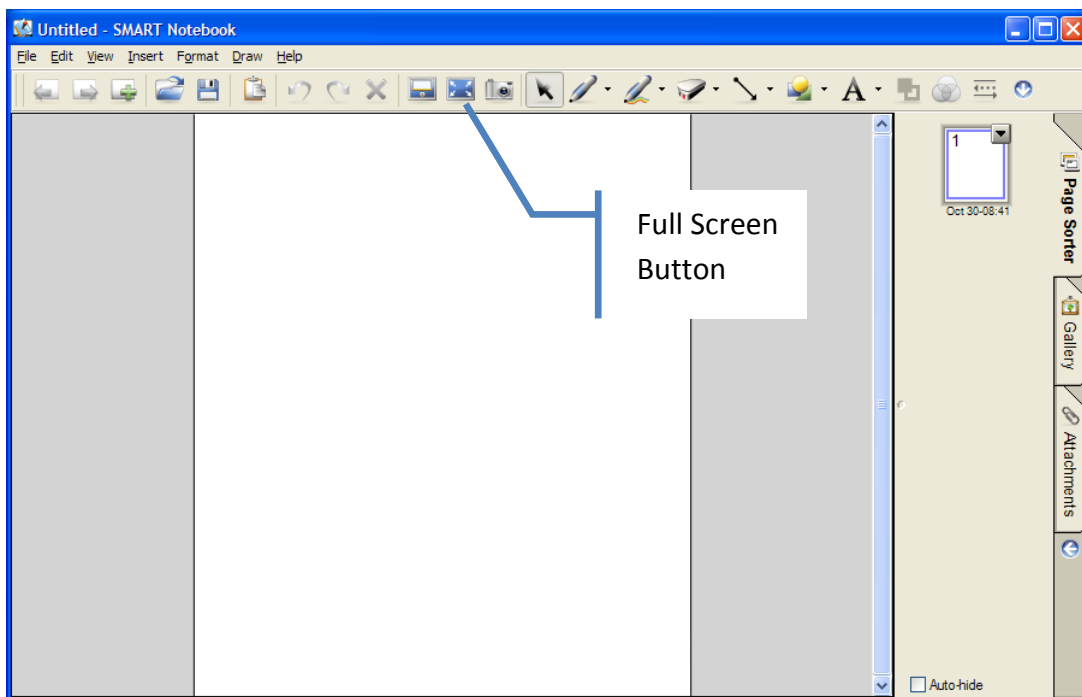 Untitled - SMART Notebook
File Edit View Insert Format Draw Help
A
1
Oct 30-08:41
Full Screen
Button
Page Sorter
Gallery
Attachments
Auto-hide